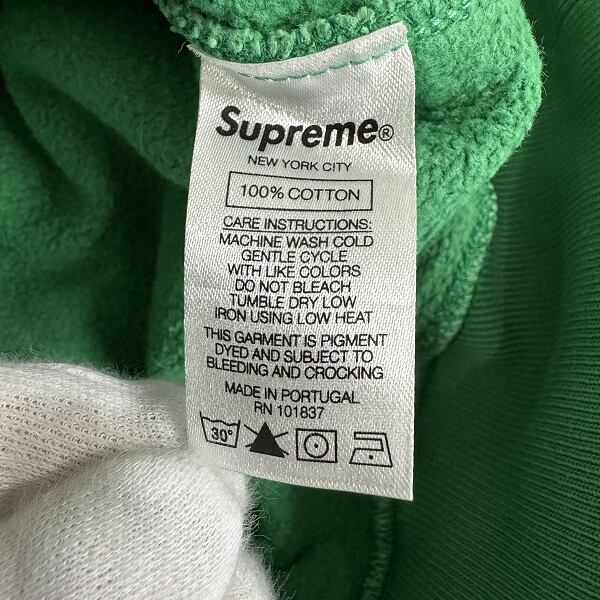 Supreme®
NEW YORK CITY
100% COTTON
CARE INSTRUCTIONS:
MACHINE WASH COLD
GENTLE CYCLE
WITH LIKE COLORS
DO NOT BLEACH
TUMBLE DRY LOW
IRON USING LOW HEAT
THIS GARMENT IS PIGMENT
DYED AND SUBJECT TO
BLEEDING AND CROCKING
MADE IN PORTUGAL
RN 101837
30°